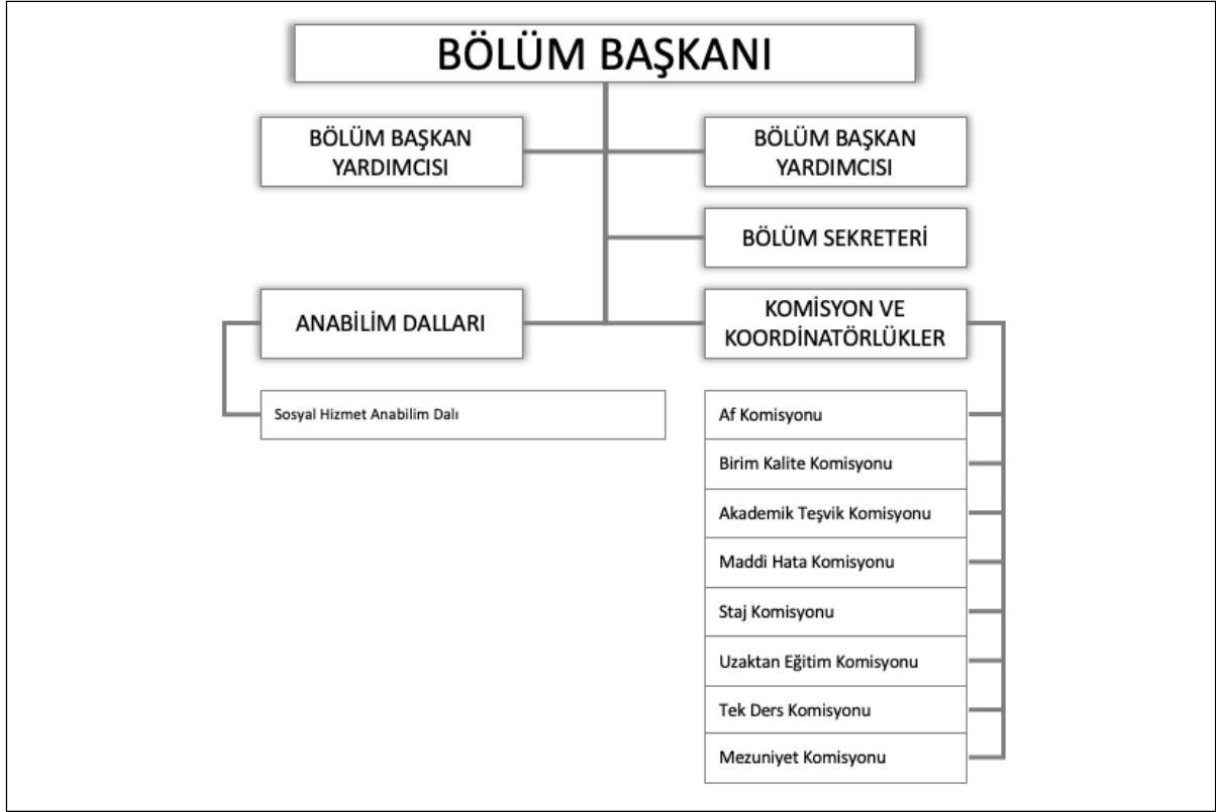 BÖLÜM BAŞKANI
BÖLÜM BAŞKAN
YARDIMCISI
BÖLÜM BAŞKAN
YARDIMCISI
BÖLÜM SEKRETERİ
ANABİLİM DALLARI
KOMİSYON VE
KOORDİNATÖRLÜKLER
Sosyal Hizmet Anabilim Dalı
Af Komisyonu
Birim Kalite Komisyonu
Akademik Teşvik Komisyonu
Maddi Hata Komisyonu
Staj Komisyonu
Uzaktan Eğitim Komisyonu
Tek Ders Komisyonu
Mezuniyet Komisyonu